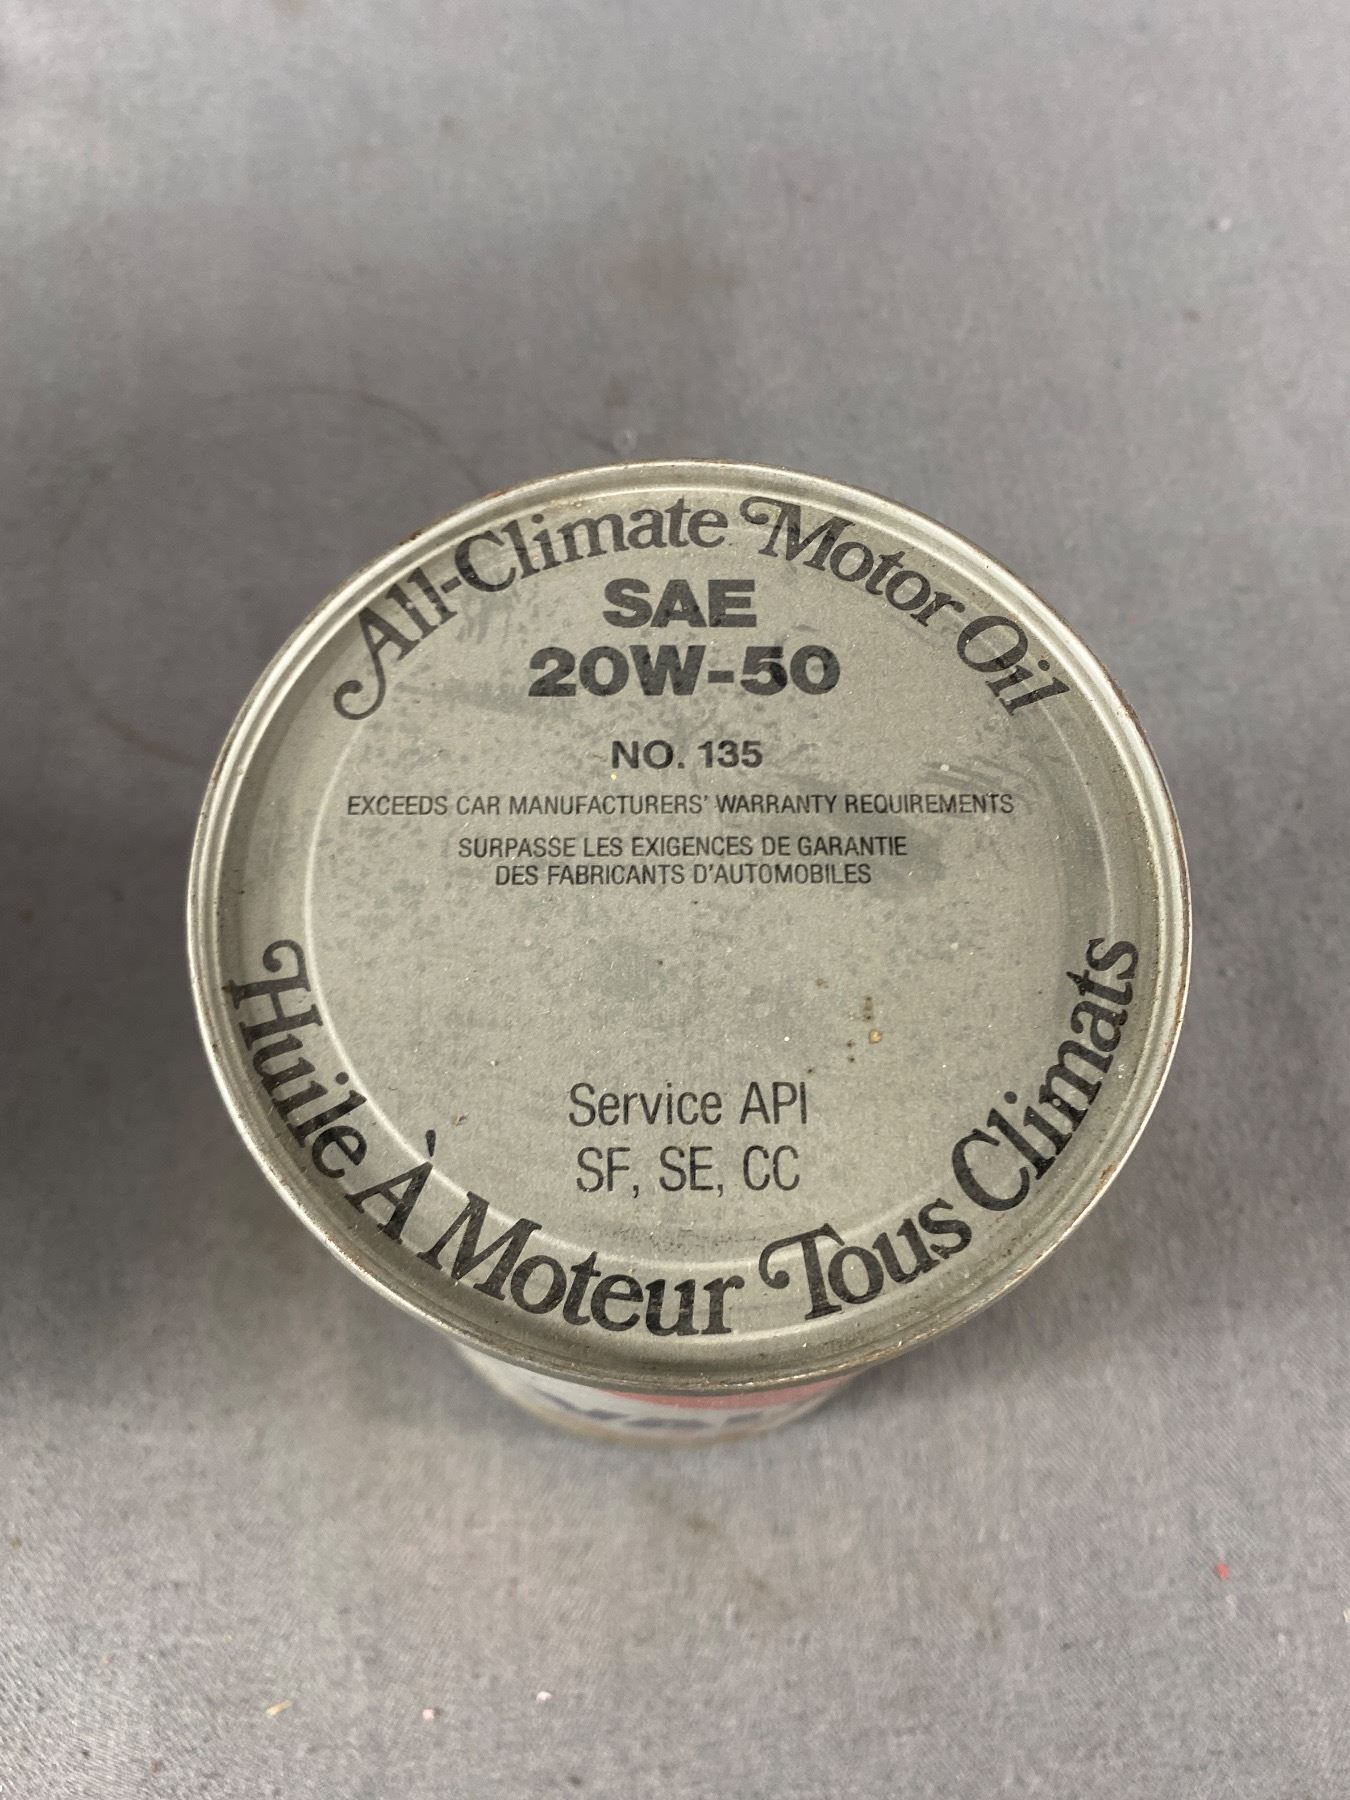 All-Climate Motor Oil
SAE
20W-50
NO. 135
EXCEEDS CAR MANUFACTURERS' WARRANTY REQUIREMENTS
SURPASSE LES EXIGENCES DE GARANTIE
DES FABRICANTS D'AUTOMOBILES
Service API
SF, SE, CC
Huile À Moteur Tous Climats